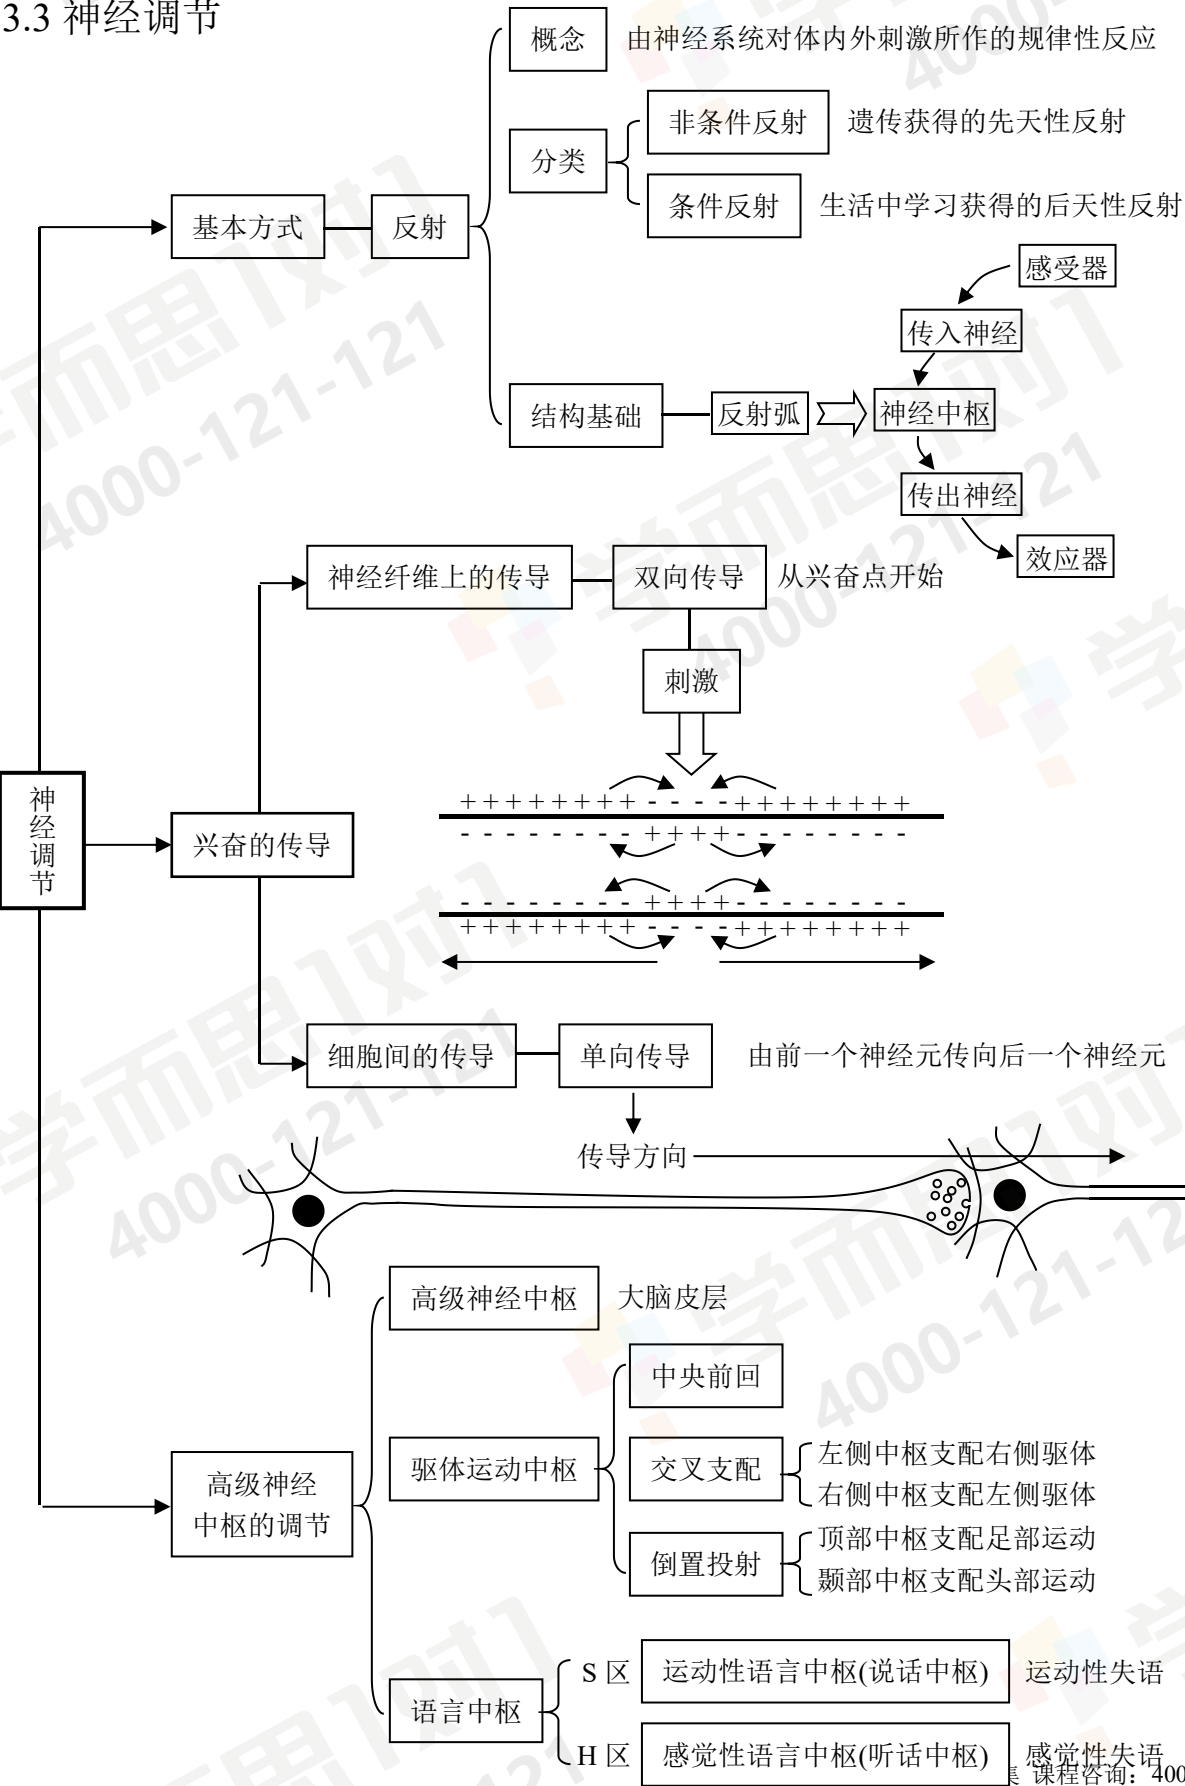 3.3 神经调节
概念
由神经系统对体内外刺激所作的规律性反应
非条件反射
遗传获得的先天性反射
分类
条件反射
生活中学习获得的后天性反射
基本方式
反射
感受器
传入神经
结构基础
反射弧
神经中枢
传出神经
效应器
神经纤维上的传导
双向传导
从兴奋点开始
刺激
+ + + + + + + + - - - - + + + + + + + +
- - - - - - - - + + + + - - - - - - - -
- - - - - - - - + + + + - - - - - - - -
+ + + + + + + + - - - - + + + + + + + +
神经调节
兴奋的传导
细胞间的传导
单向传导
由前一个神经元传向后一个神经元
传导方向
高级神经中枢
大脑皮层
中央前回
驱体运动中枢
交叉支配
左侧中枢支配右侧驱体
右侧中枢支配左侧驱体
高级神经
中枢的调节
倒置投射
顶部中枢支配足部运动
颞部中枢支配头部运动
语言中枢
S 区
运动性语言中枢(说话中枢)
运动性失语
H 区
感觉性语言中枢(听话中枢)
感觉性失语
课程咨询：400
学而思1对1
4000-121-121